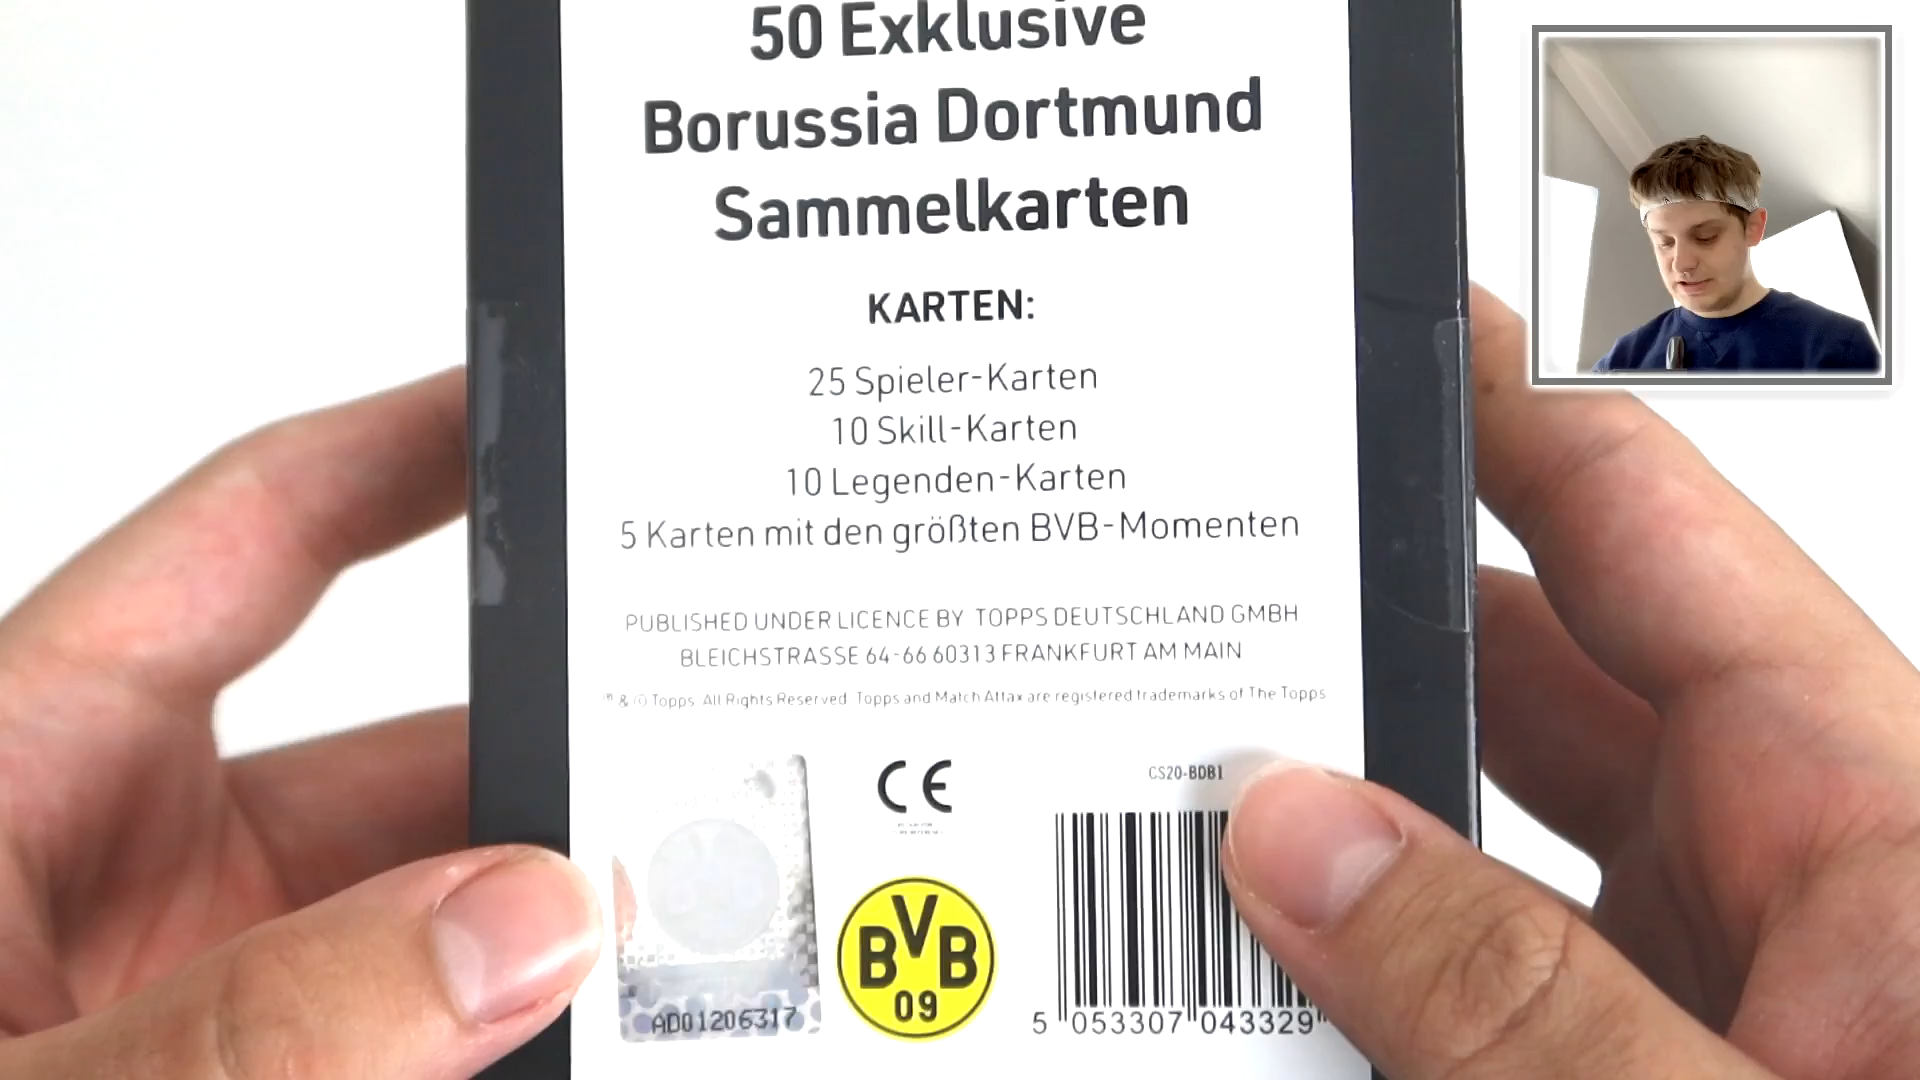 50 Exklusive
Borussia Dortmund
Sammelkarten
KARTEN:
25 Spieler-Karten
10 Skill-Karten
10 Legenden-Karten
5 Karten mit den größten BVB-Momenten
PUBLISHED UNDER LICENCE BY TOPPS DEUTSCHLAND GMBH
BLEICHSTRASSE 64-66 60313 FRANKFURT AM MAIN
™ & © Topps. All Rights Reserved. Topps and Match Attax are registered trademarks of The Topps
CE
CS20-BDB1
BVB
09
AD01206317
5 053307 043329